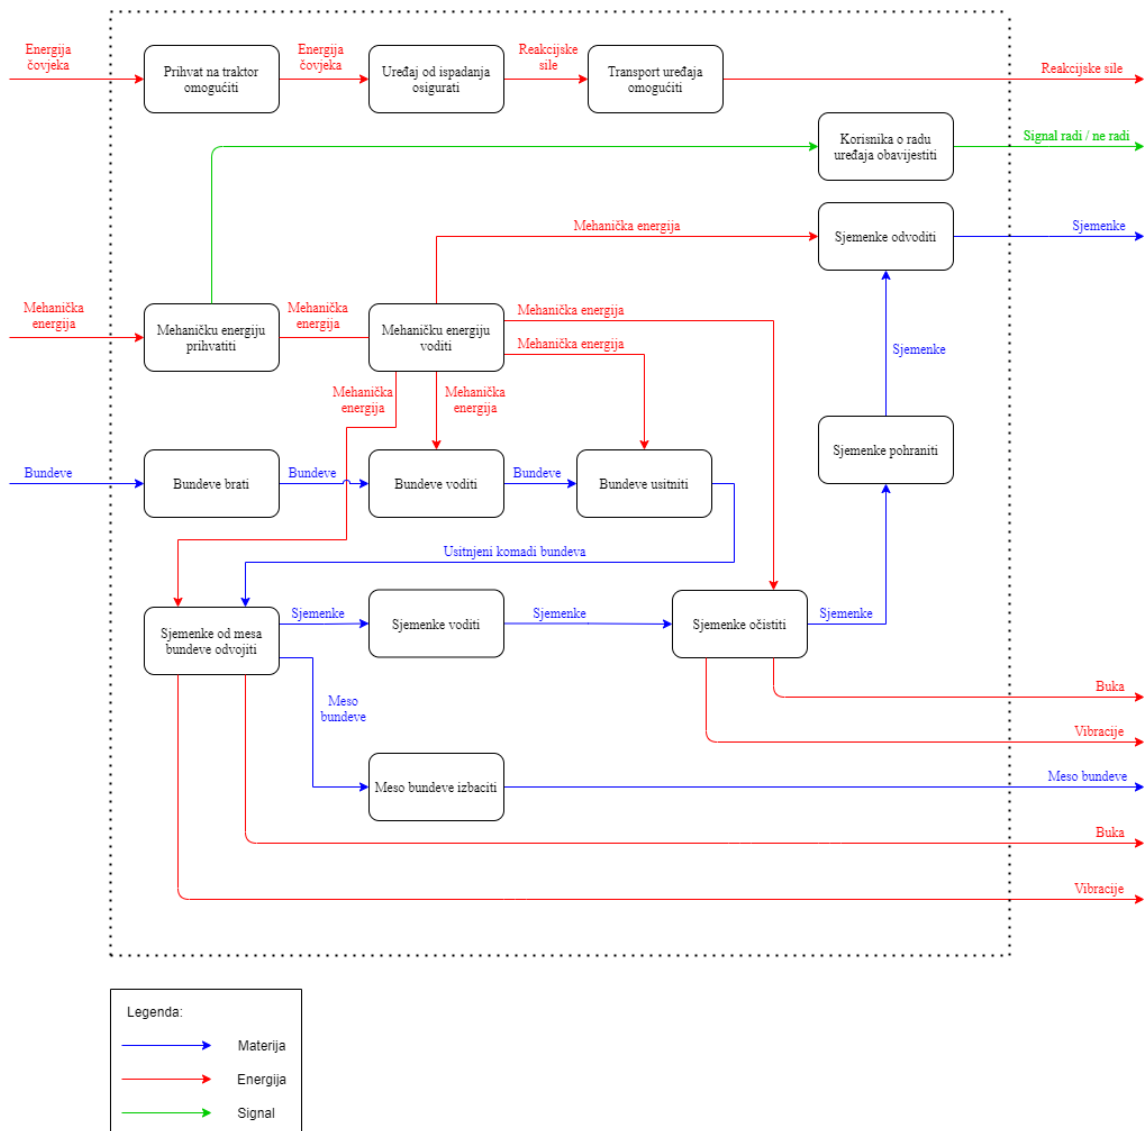 Energija
čovjeka
Prihvat na traktor
omogućiti
Energija
čovjeka
Uređaj od ispadanja
osigurati
Reakcijske
sile
Transport uređaja
omogućiti
Reakcijske sile
Korisnika o radu
uređaja obavijestiti
Signal radi / ne radi
Mehanička energija
Sjemenke odvoditi
Sjemenke
Mehanička
energija
Mehaničku energiju
prihvatiti
Mehanička
energija
Mehaničku energiju
voditi
Mehanička energija
Mehanička energija
Sjemenke
Mehanička
energija
Mehanička
energija
Bundeve
Bundeve brati
Bundeve
Bundeve voditi
Bundeve
Bundeve usitniti
Sjemenke pohraniti
Usitnjeni komadi bundeva
Sjemenke od mesa
bundeve odvojiti
Sjemenke
Sjemenke voditi
Sjemenke
Sjemenke očistiti
Sjemenke
Meso
bundeve
Buka
Vibracije
Meso bundeve izbaciti
Meso bundeve
Buka
Vibracije
Legenda:
Materija
Energija
Signal